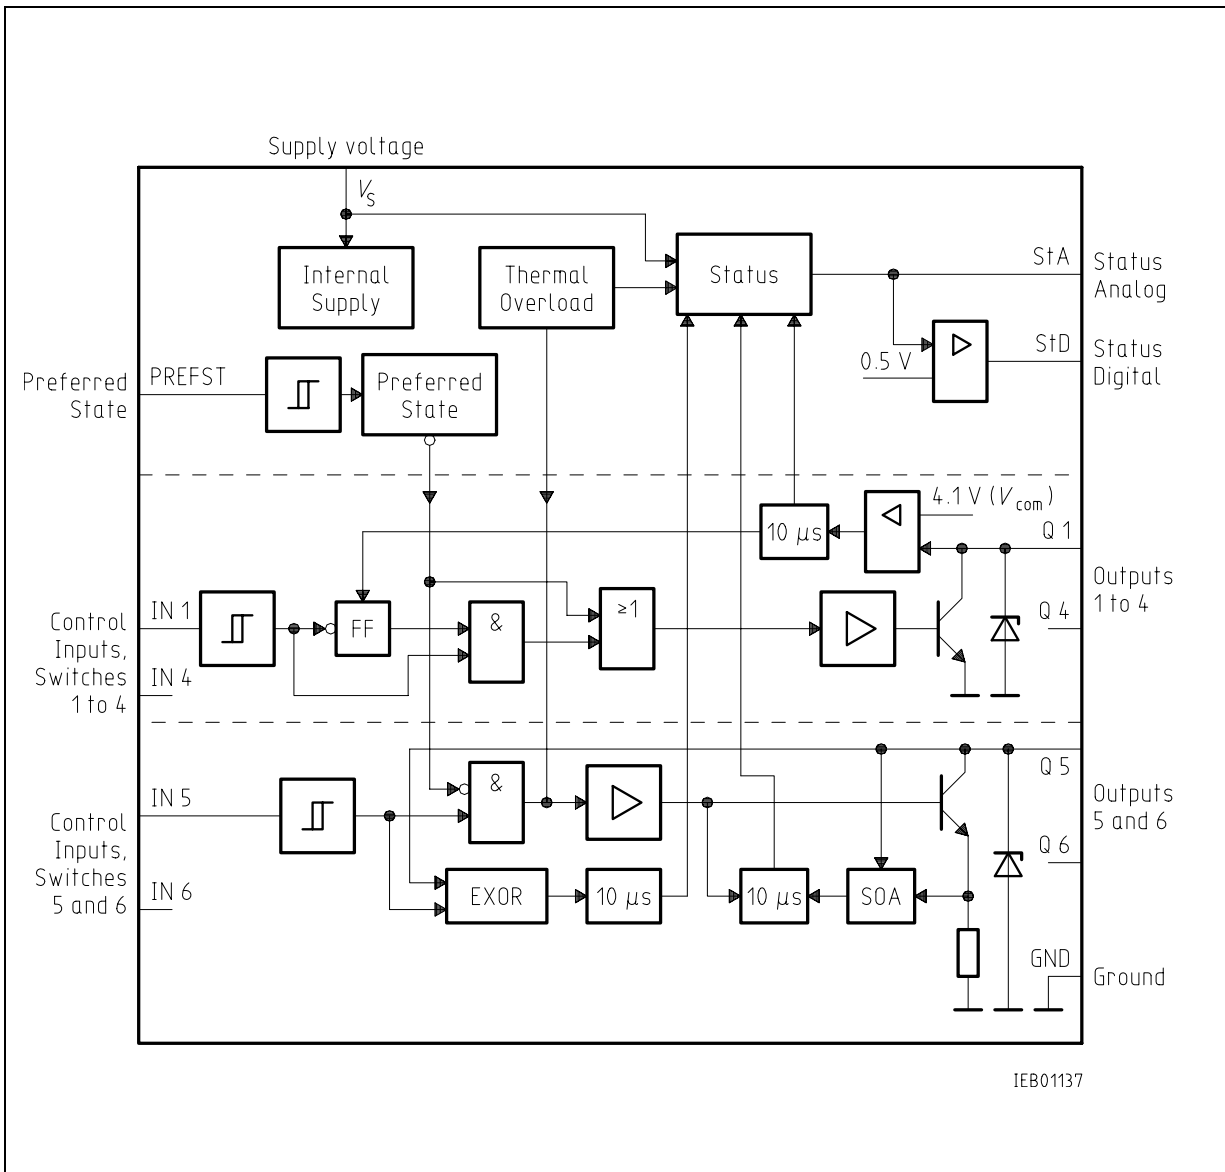 Supply voltage
VS
Internal
Supply
Thermal
Overload
Status
StA
Status
Analog
StD
Status
Digital
0.5 V
Preferred
State
PREFST
Preferred
State
4.1 V (Vcom)
10 µs
Q 1
Outputs
1 to 4
Q 4
Control
Inputs,
Switches
1 to 4
IN 1
IN 4
FF
&
≥1
Q 5
Outputs
5 and 6
Q 6
Control
Inputs,
Switches
5 and 6
IN 5
IN 6
&
EXOR
10 µs
10 µs
SOA
GND
Ground
IEB01137